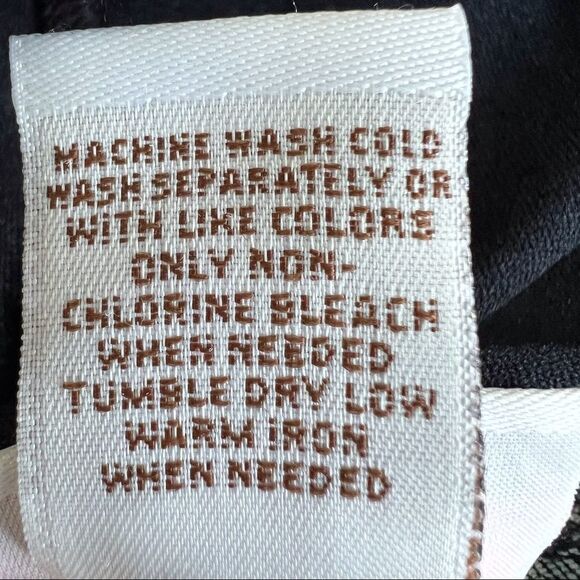 MACHINE WASH COLD
WASH SEPARATELY OR
WITH LIKE COLORS
ONLY NON-
CHLORINE BLEACH
WHEN NEEDED
TUMBLE DRY LOW
WARM IRON
WHEN NEEDED